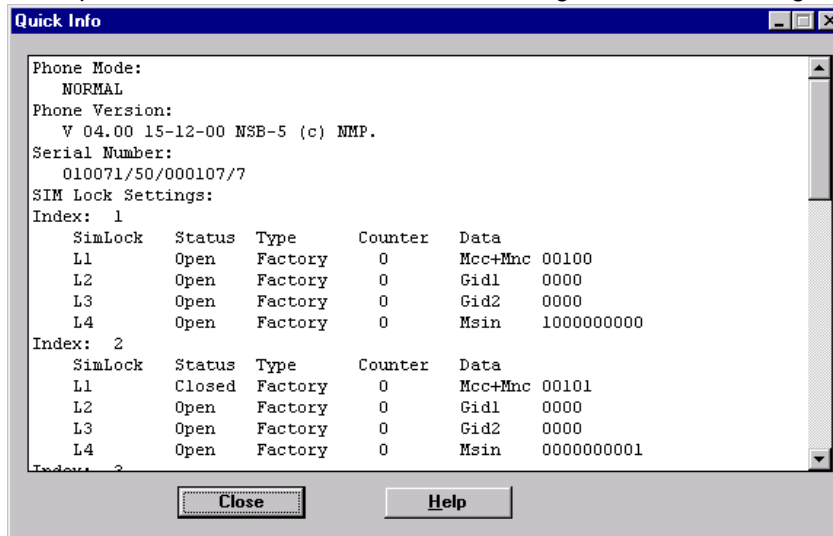 Quick Info
Phone Mode:
NORMAL
Phone Version:
V 04.00 15-12-00 NSB-5 (c) NMP.
Serial Number:
010071/50/000107/7
SIM Lock Settings:
Index: 1
SimLock Status Type Counter Data
L1 Open Factory 0 Mcc+Mnc 00100
L2 Open Factory 0 Gid1 0000
L3 Open Factory 0 Gid2 0000
L4 Open Factory 0 Msin 1000000000
Index: 2
SimLock Status Type Counter Data
L1 Closed Factory 0 Mcc+Mnc 00101
L2 Open Factory 0 Gid1 0000
L3 Open Factory 0 Gid2 0000
L4 Open Factory 0 Msin 0000000001
Index: 3
Close Help